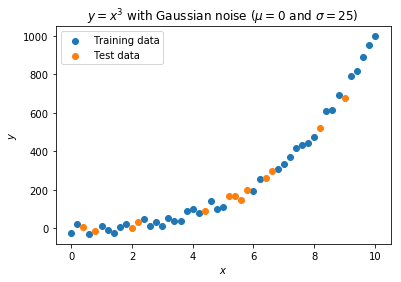 y = x³ with Gaussian noise (μ = 0 and σ = 25)
Training data
Test data
1000
800
600
400
200
0
y
0 2 4 6 8 10
x